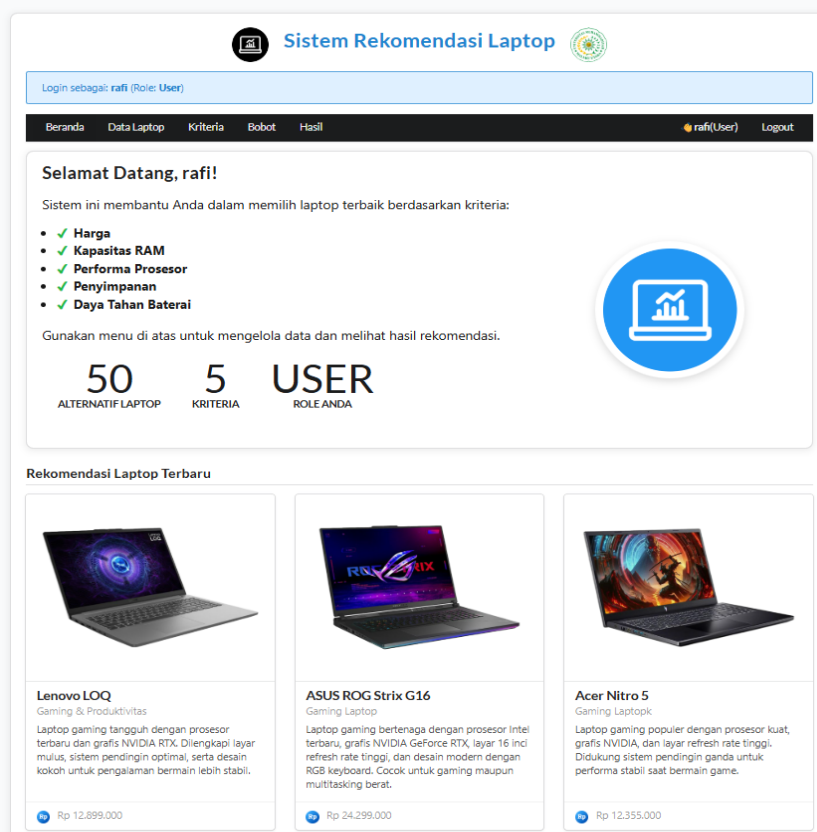 Sistem Rekomendasi Laptop
Login sebagai: rafi (Role: User)
Beranda Data Laptop Kriteria Bobot Hasil 👋 rafi(User) Logout
Selamat Datang, rafi!
Sistem ini membantu Anda dalam memilih laptop terbaik berdasarkan kriteria:
• ✔ Harga
• ✔ Kapasitas RAM
• ✔ Performa Prosesor
• ✔ Penyimpanan
• ✔ Daya Tahan Baterai
Gunakan menu di atas untuk mengelola data dan melihat hasil rekomendasi.
50 5 USER
ALTERNATIF LAPTOP KRITERIA ROLE ANDA
Rekomendasi Laptop Terbaru
LOQ
Lenovo LOQ
Gaming & Produktivitas
Laptop gaming tangguh dengan prosesor
terbaru dan grafis NVIDIA RTX. Dilengkapi layar
mulus, sistem pendingin optimal, serta desain
kokoh untuk pengalaman bermain lebih stabil.
Rp Rp 12.899.000
ASUS ROG Strix G16
Gaming Laptop
Laptop gaming bertenaga dengan prosesor Intel
terbaru, grafis NVIDIA GeForce RTX, layar 16 inci
refresh rate tinggi, dan desain modern dengan
RGB keyboard. Cocok untuk gaming maupun
multitasking berat.
Rp Rp 24.299.000
Acer Nitro 5
Gaming Laptopk
Laptop gaming populer dengan prosesor kuat,
grafis NVIDIA, dan layar refresh rate tinggi.
Didukung sistem pendingin ganda untuk
performa stabil saat bermain game.
Rp Rp 12.355.000